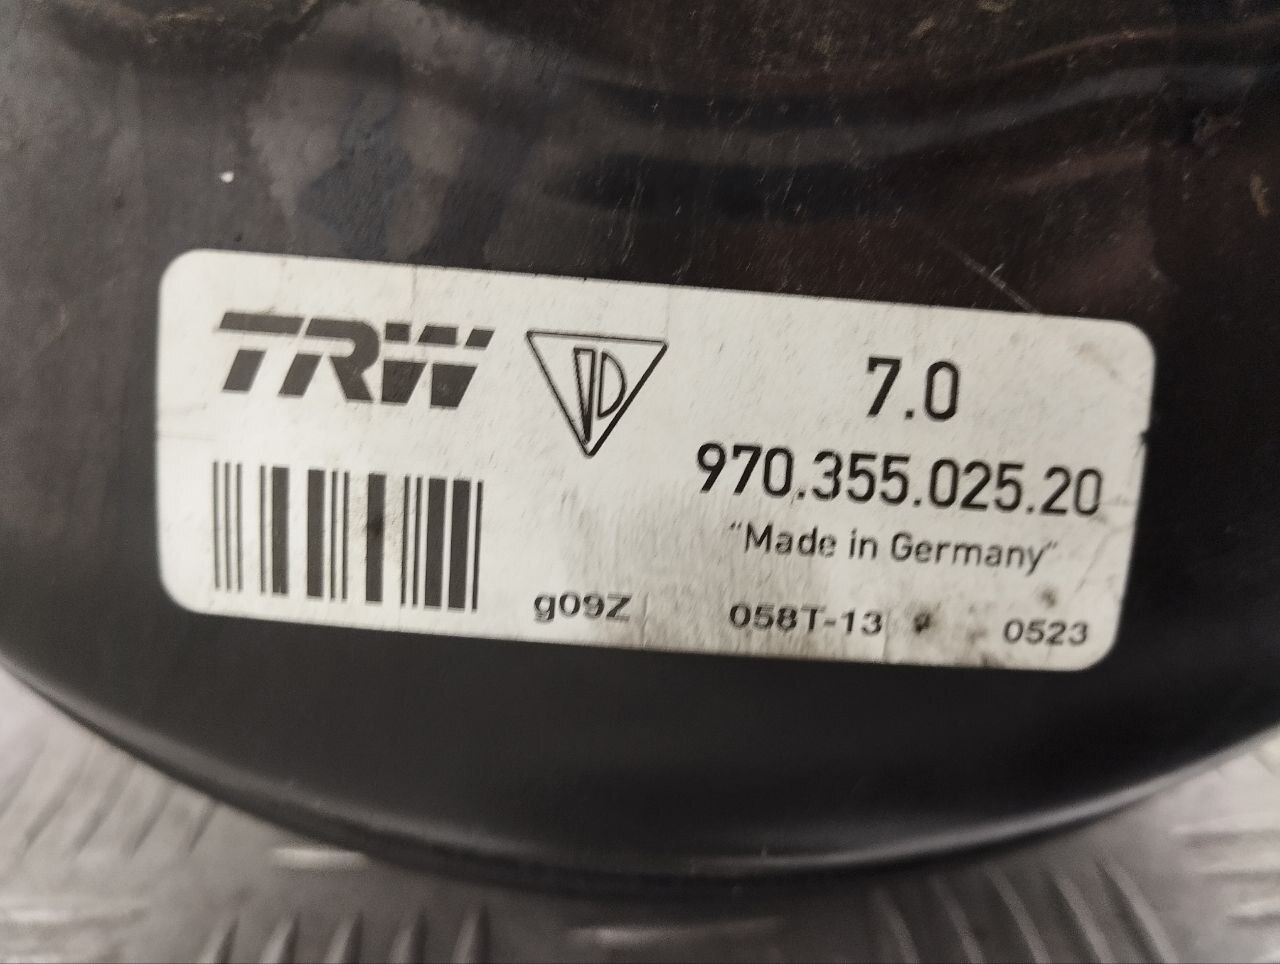 TRW
7.0
970.355.025.20
"Made in Germany"
g09Z 058T-13 0523